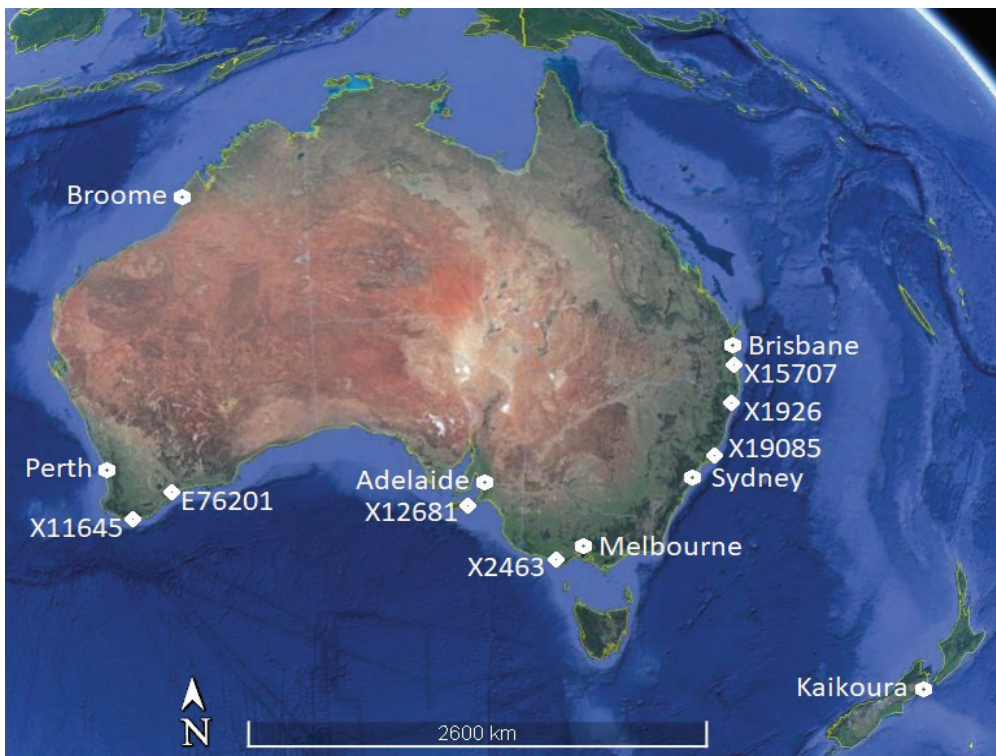 Broome
Brisbane
X15707
X1926
X19085
Perth
Adelaide
Sydney
E76201
X12681
X11645
Melbourne
X2463
Kaikoura
N
2600 km